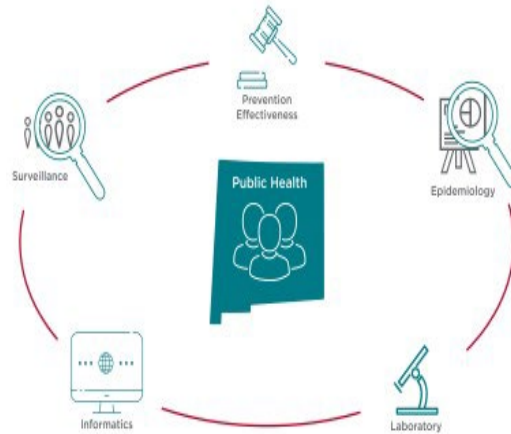 Prevention
Effectiveness
Surveillance
Public Health
Epidemiology
Informatics
Laboratory